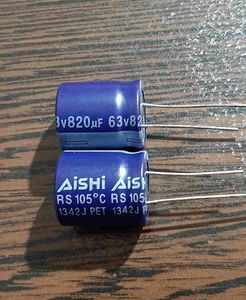 3v820µF 63v82
AiSHi AiSH
RS 105°C RS 105
1342J PET 1342J